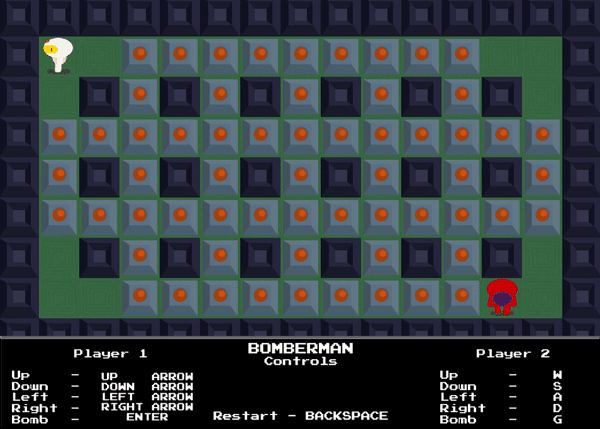 BOMBERMAN
Controls
Player 1
Up - UP ARROW
Down - DOWN ARROW
Left - LEFT ARROW
Right - RIGHT ARROW
Bomb - ENTER
Restart - BACKSPACE
Player 2
Up - W
Down - S
Left - A
Right - D
Bomb - G